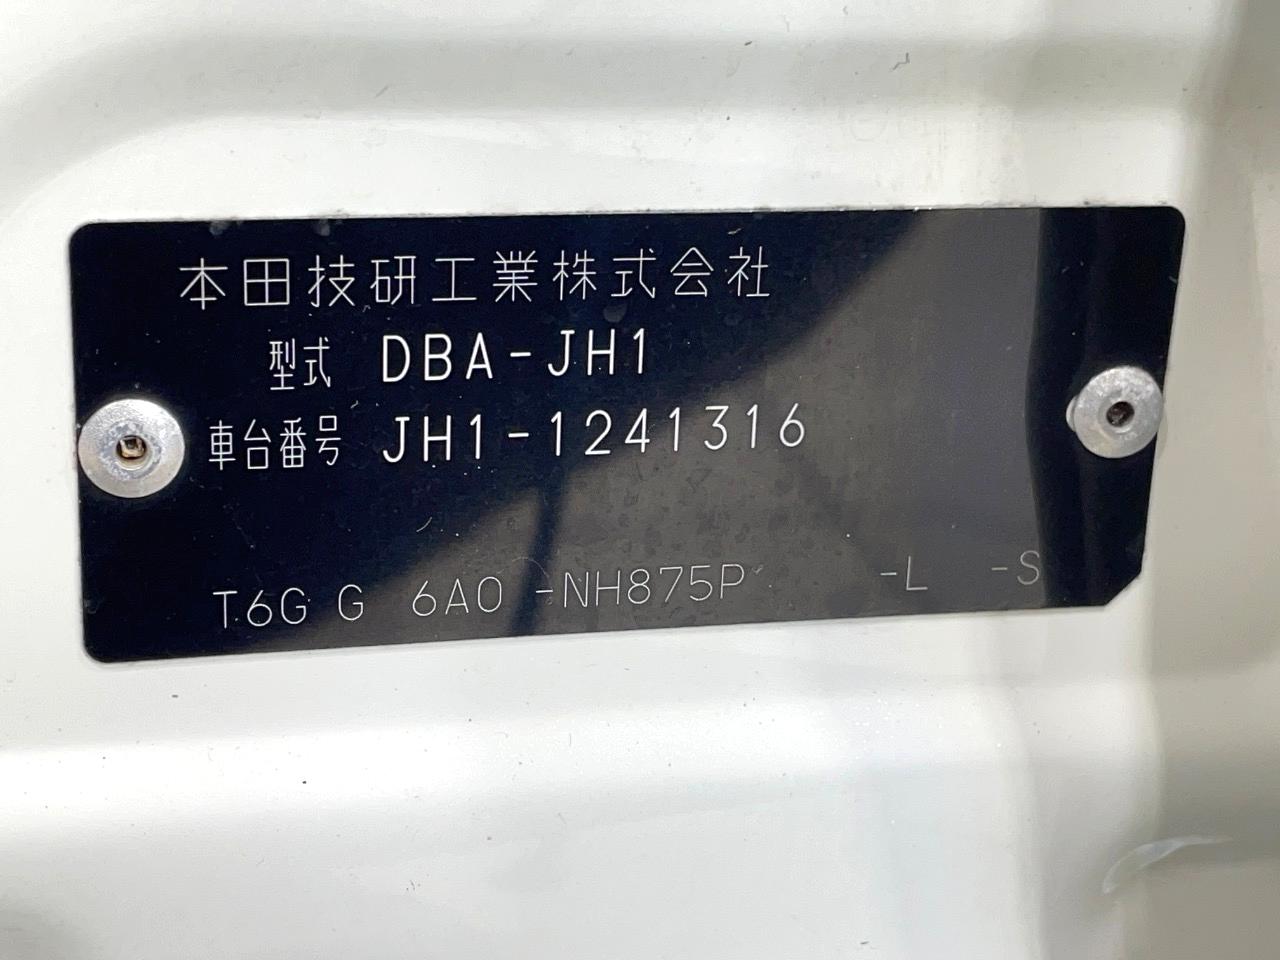 本田技研工業株式会社
型式 DBA-JH1
車台番号 JH1-1241316
T6G G 6A0 -NH875P -L -S